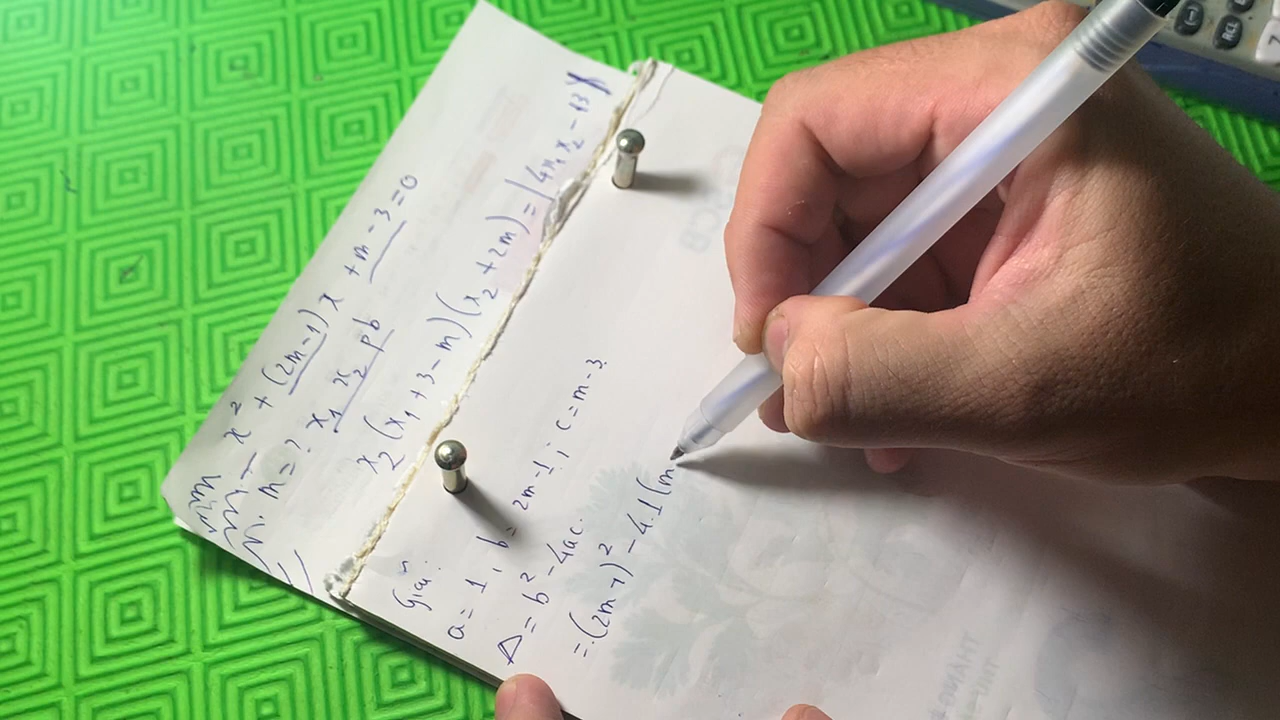 x² + (2m-1)x + m-3=0
m=? x₁ x₂ pb
x₂(x₁+3-m)(x₂+2m)=|4x₁x₂-13|
Giải:
a=1, b=2m-1; c=m-3.
Δ=b²-4ac.
=(2m-1)²-4.1(m